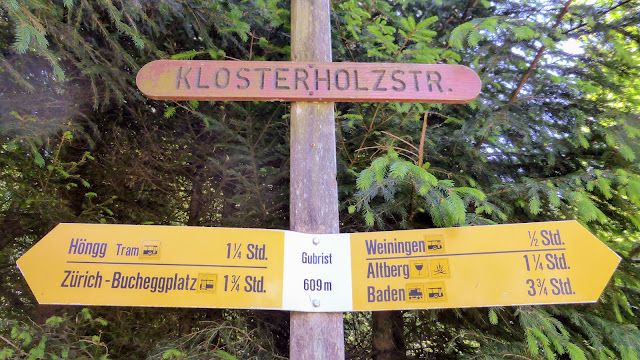 KLOSTERHOLZSTR.
Höngg Tram 1¼ Std.
Zürich-Bucheggplatz 1¾ Std.
Gubrist
609 m
Weiningen ½ Std.
Altberg 1¼ Std.
Baden 3¾ Std.